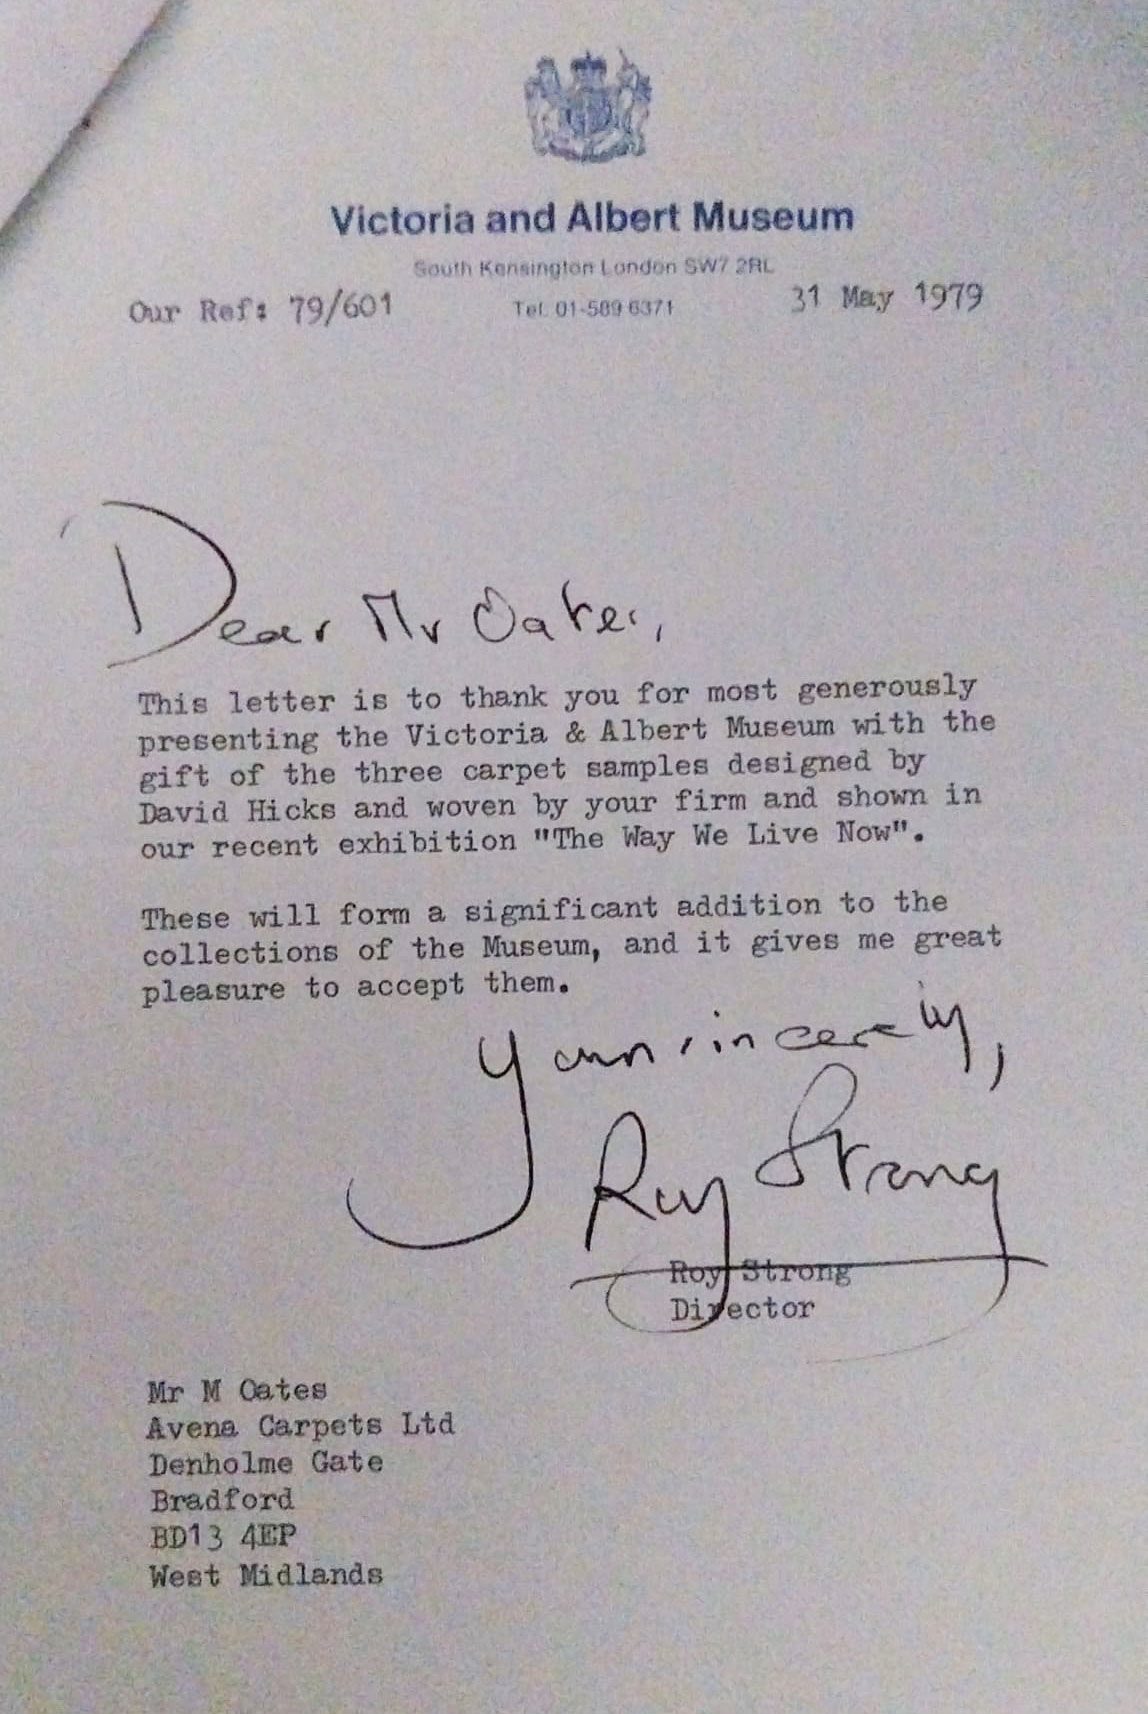 Victoria and Albert Museum
South Kensington London SW7 2RL
Our Ref: 79/601 Tel. 01-589 6371 31 May 1979
Dear Mr Oates,
This letter is to thank you for most generously
presenting the Victoria & Albert Museum with the
gift of the three carpet samples designed by
David Hicks and woven by your firm and shown in
our recent exhibition "The Way We Live Now".
These will form a significant addition to the
collections of the Museum, and it gives me great
pleasure to accept them.
Yours sincerely,
Roy Strong
Roy Strong
Director
Mr M Oates
Avena Carpets Ltd
Denholme Gate
Bradford
BD13 4EP
West Midlands